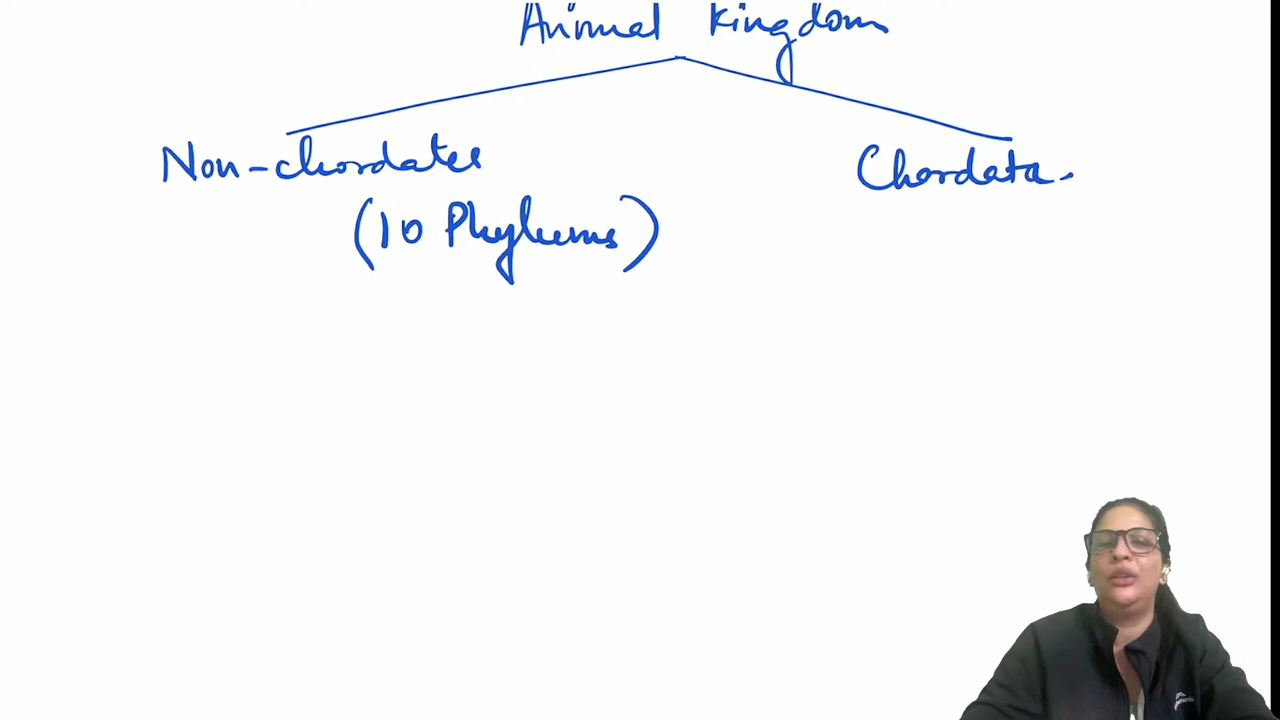 Animal Kingdom
Non-chordates
Chordata.
(10 Phylums)